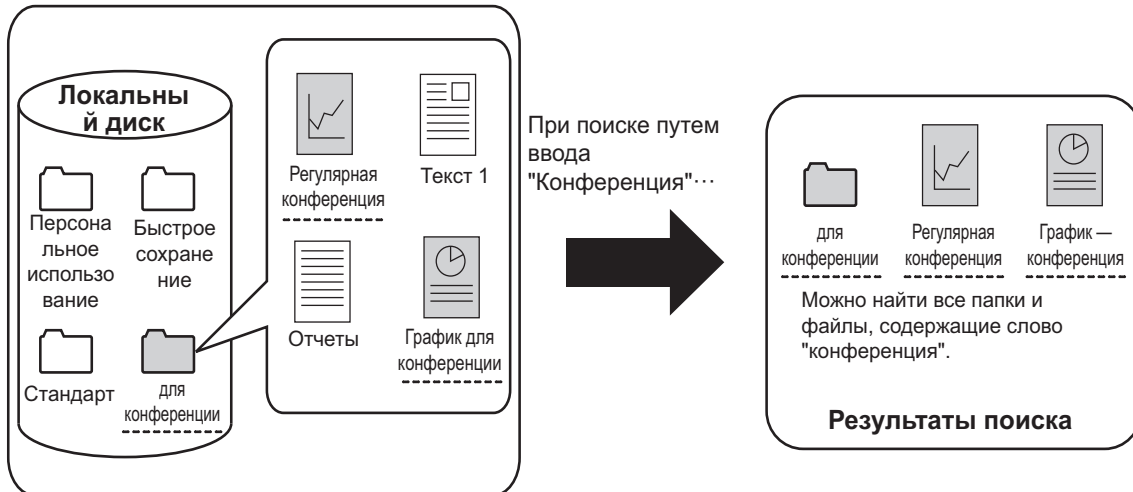 Локальны
й диск
Персона
льное
использо
вание
Быстрое
сохране
ние
Стандарт
для
конференции
Регулярная
конференция
Текст 1
Отчеты
График для
конференции
При поиске путем
ввода
"Конференция"···
для
конференции
Регулярная
конференция
График —
конференция
Можно найти все папки и
файлы, содержащие слово
"конференция".
Результаты поиска